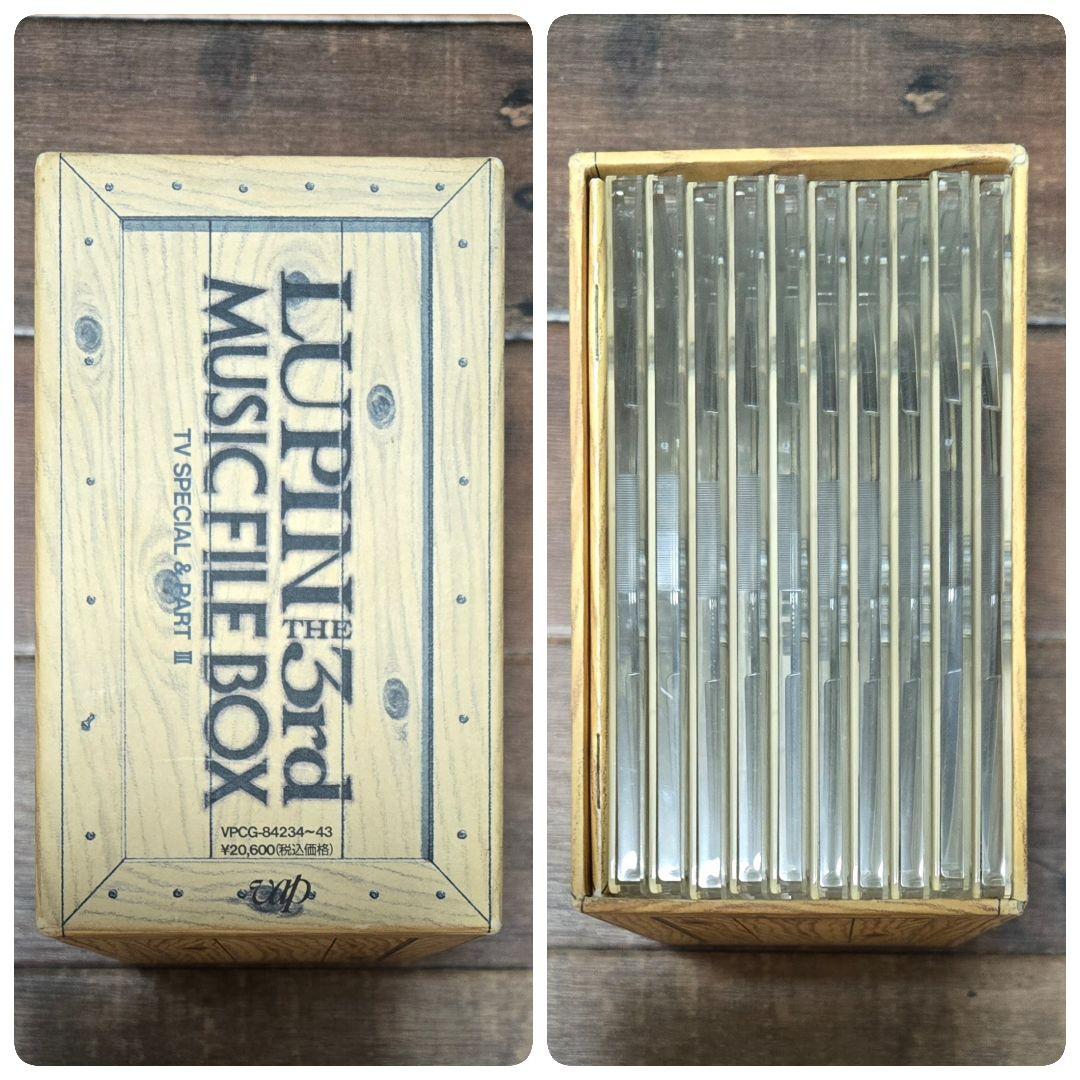 LUPIN THE 3rd
MUSIC FILE BOX
TV SPECIAL & PART III
VPCG-84234~43
¥20,600(税込価格)
vap